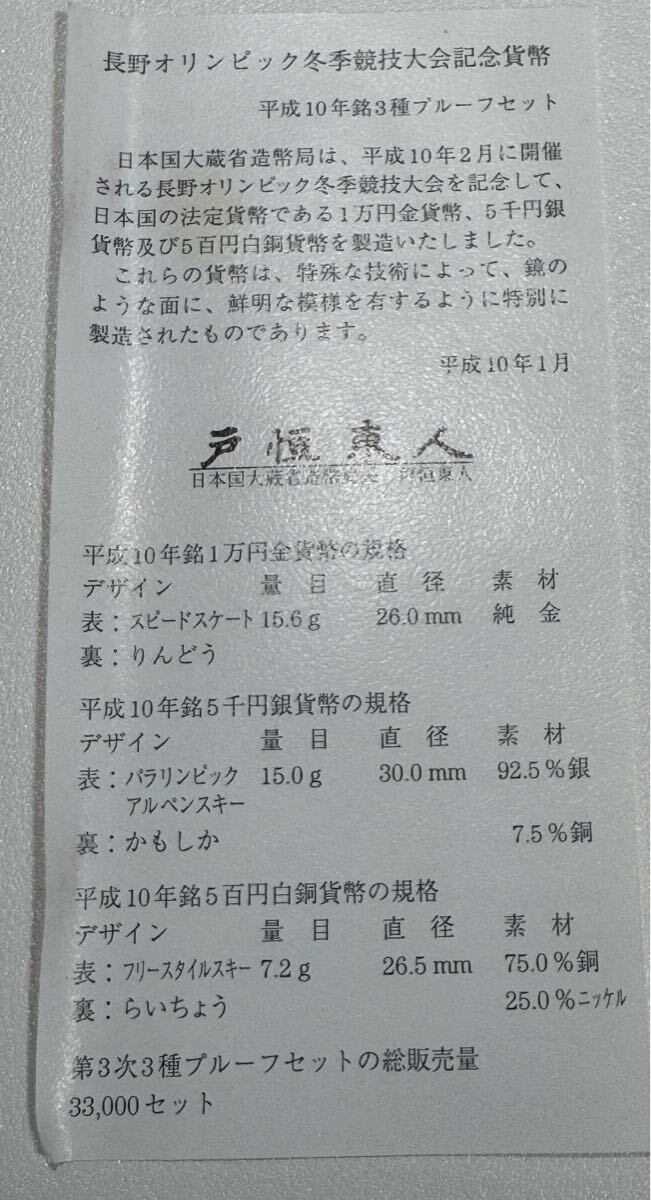 長野オリンピック冬季競技大会記念貨幣
平成10年銘3種プルーフセット
日本国大蔵省造幣局は、平成10年2月に開催
される長野オリンピック冬季競技大会を記念して、
日本国の法定貨幣である1万円金貨幣、5千円銀
貨幣及び5百円白銅貨幣を製造いたしました。
これらの貨幣は、特殊な技術によって、鏡の
ような面に、鮮明な模様を有するように特別に
製造されたものであります。
平成10年1月
戸恒東人
日本国大蔵省造幣局長 戸恒東人
平成10年銘1万円金貨幣の規格
デザイン 量目 直径 素材
表：スピードスケート 15.6g 26.0mm 純金
裏：りんどう
平成10年銘5千円銀貨幣の規格
デザイン 量目 直径 素材
表：パラリンピック 15.0g 30.0mm 92.5%銀
アルペンスキー
裏：かもしか 7.5%銅
平成10年銘5百円白銅貨幣の規格
デザイン 量目 直径 素材
表：フリースタイルスキー 7.2g 26.5mm 75.0%銅
裏：らいちょう 25.0%ニッケル
第3次3種プルーフセットの総販売量
33,000セット